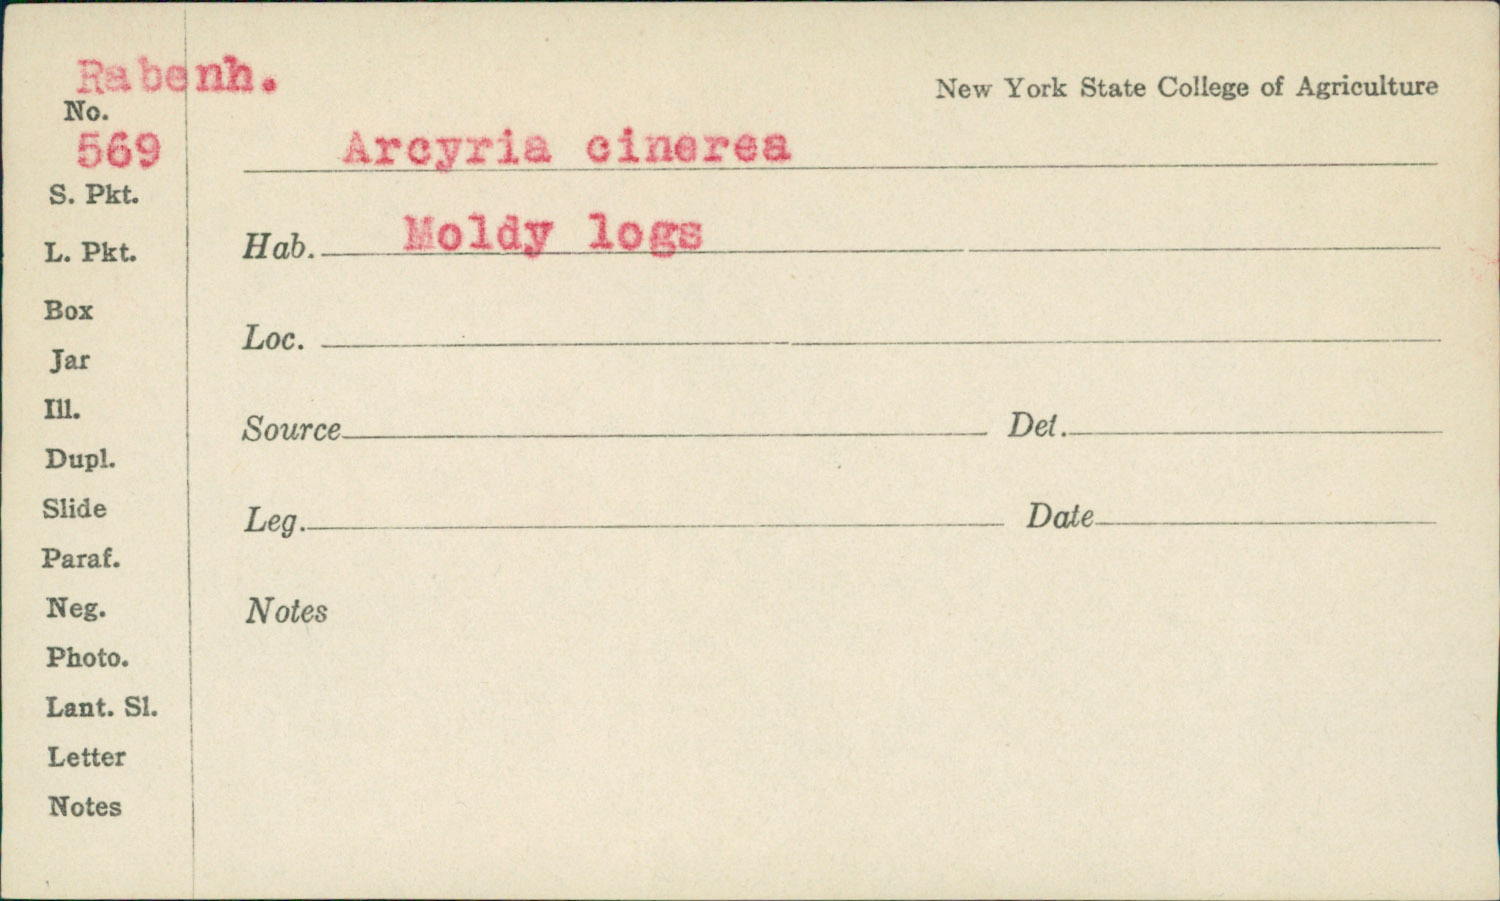 Rabenh.
New York State College of Agriculture
No.
569
Arcyria cinerea
S. Pkt.
Hab. Moldy logs
L. Pkt.
Box
Loc.
Jar
Ill.
Source Det.
Dupl.
Slide
Leg. Date
Paraf.
Neg.
Notes
Photo.
Lant. Sl.
Letter
Notes